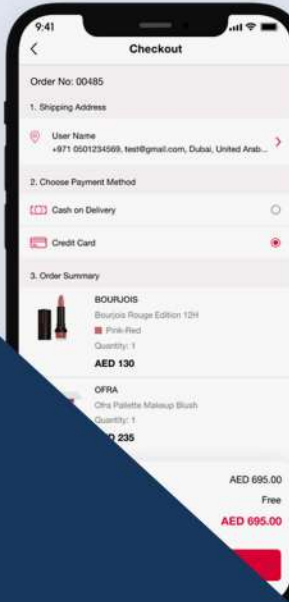 9:41
Checkout
Order No: 00485
1. Shipping Address
User Name
+971 0501234569, test@gmail.com, Dubai, United Arab...
2. Choose Payment Method
Cash on Delivery
Credit Card
3. Order Summary
BOURJOIS
Bourjois Rouge Edition 12H
Pink-Red
Quantity: 1
AED 130
OFRA
Ofra Pallette Makeup Blush
Quantity: 1
235
AED 695.00
Free
AED 695.00